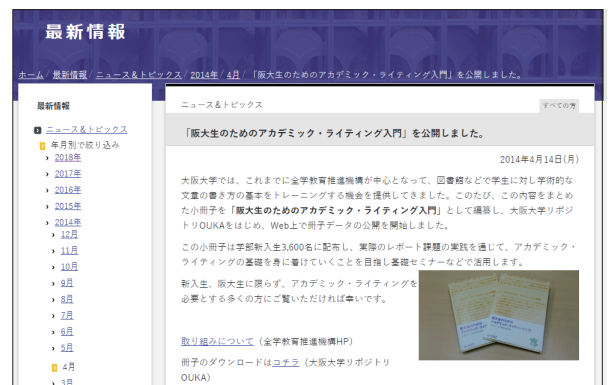 最新情報
ホーム / 最新情報 / ニュース＆トピックス / 2014年 / 4月 / 「阪大生のためのアカデミック・ライティング入門」を公開しました。
最新情報
ニュース＆トピックス
年月別で絞り込み
2018年
2017年
2016年
2015年
2014年
12月
11月
10月
9月
8月
7月
6月
5月
4月
3月
ニュース＆トピックス
すべての方
「阪大生のためのアカデミック・ライティング入門」を公開しました。
2014年4月14日(月)
大阪大学では、これまでに全学教育推進機構が中心となって、図書館などで学生に対し学術的な
文章の書き方の基本をトレーニングする機会を提供してきました。このたび、この内容をまとめ
た小冊子を「阪大生のためのアカデミック・ライティング入門」として編纂し、大阪大学リポジ
トリOUKAをはじめ、Web上で冊子データの公開を開始しました。
この小冊子は学部新入生3,600名に配布し、実際のレポート課題の実践を通じて、アカデミック・
ライティングの基礎を身に着けていくことを目指し基礎セミナーなどで活用します。
新入生、阪大生に限らず、アカデミック・ライティングを
必要とする多くの方にご覧いただければ幸いです。
取り組みについて（全学教育推進機構HP）
冊子のダウンロードはコチラ（大阪大学リポジトリ
OUKA）